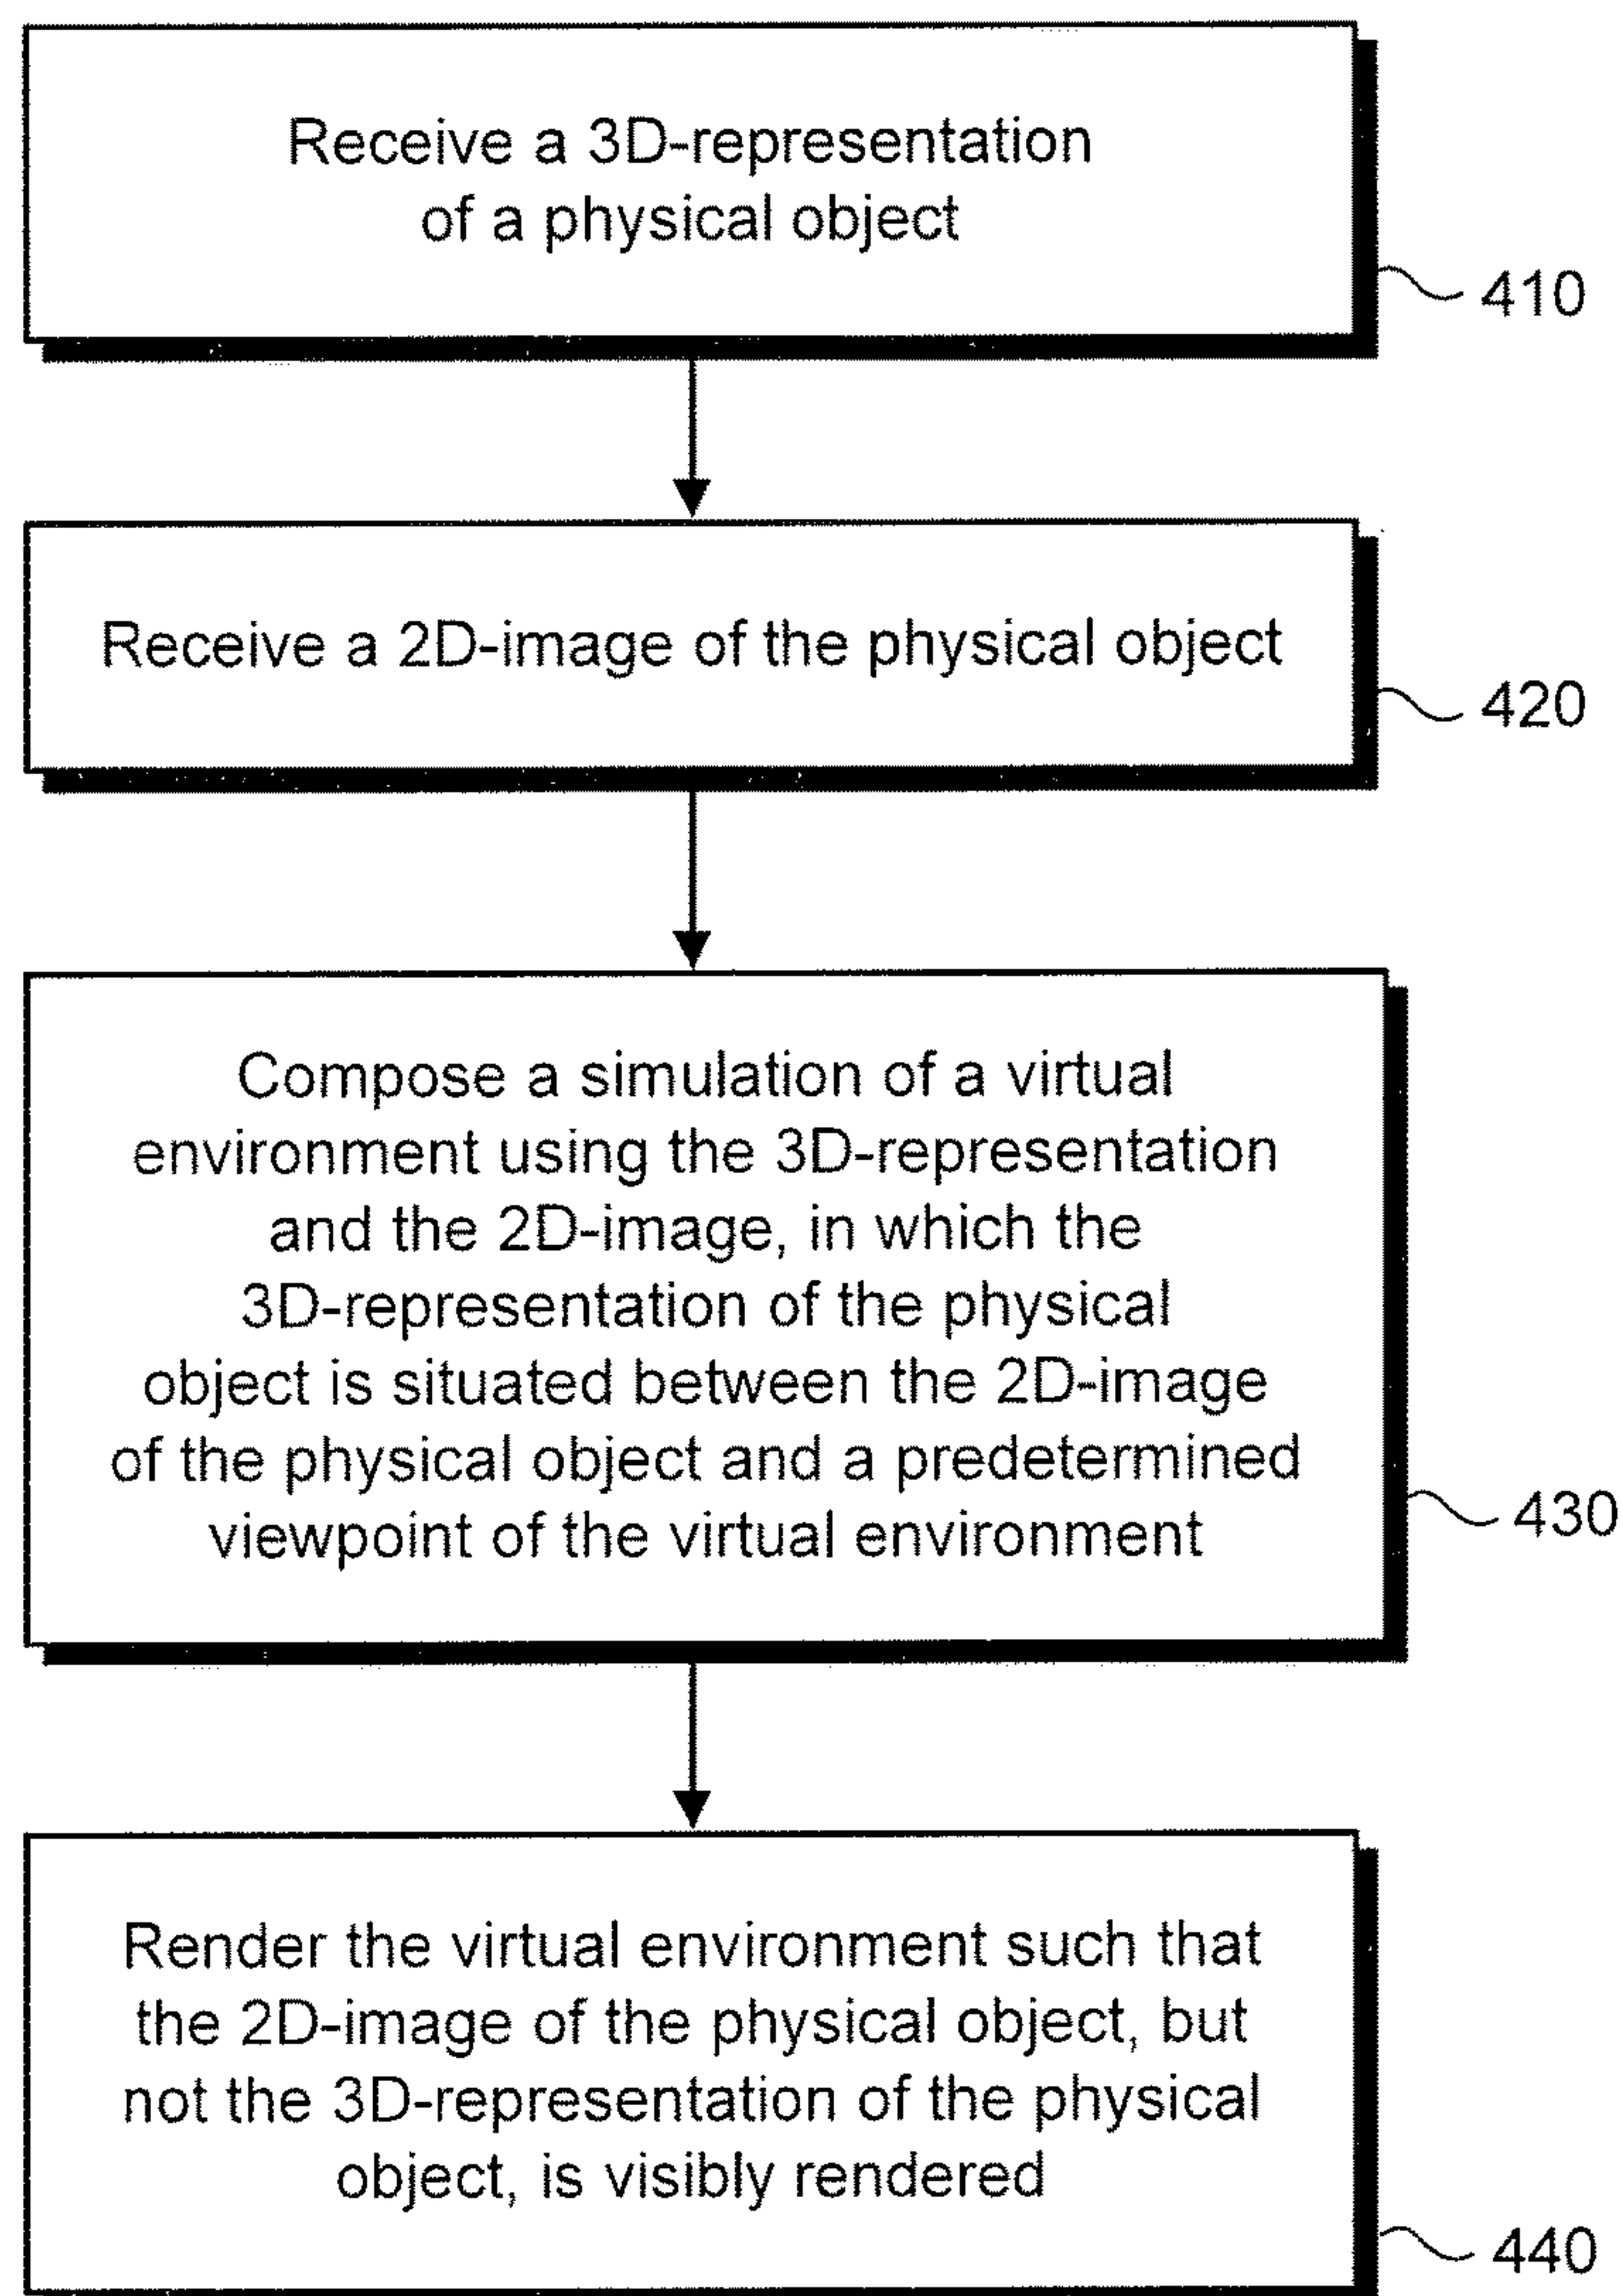 Receive a 3D-representation
of a physical object
410
Receive a 2D-image of the physical object
420
Compose a simulation of a virtual
environment using the 3D-representation
and the 2D-image, in which the
3D-representation of the physical
object is situated between the 2D-image
of the physical object and a predetermined
viewpoint of the virtual environment
430
Render the virtual environment such that
the 2D-image of the physical object, but
not the 3D-representation of the physical
object, is visibly rendered
440